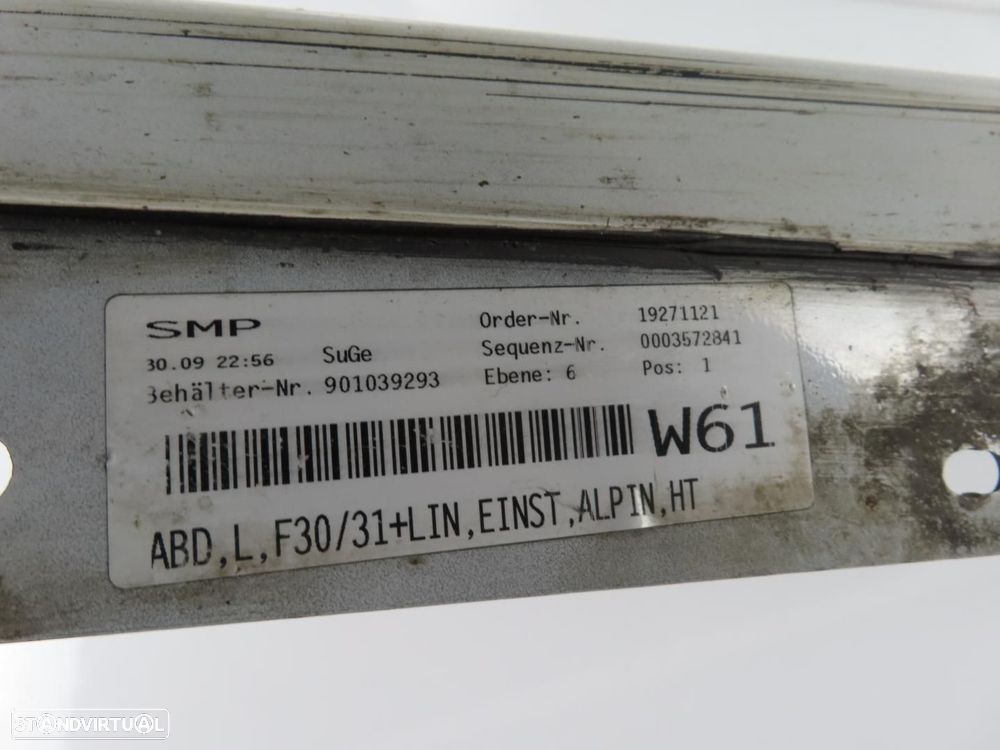 SMP
30.09 22:56 SuGe
Behälter-Nr. 901039293
Order-Nr. 19271121
Sequenz-Nr. 0003572841
Ebene: 6 Pos: 1
W61
ABD,L,F30/31+LIN,EINST,ALPIN,HT
STANDVIRTUAL